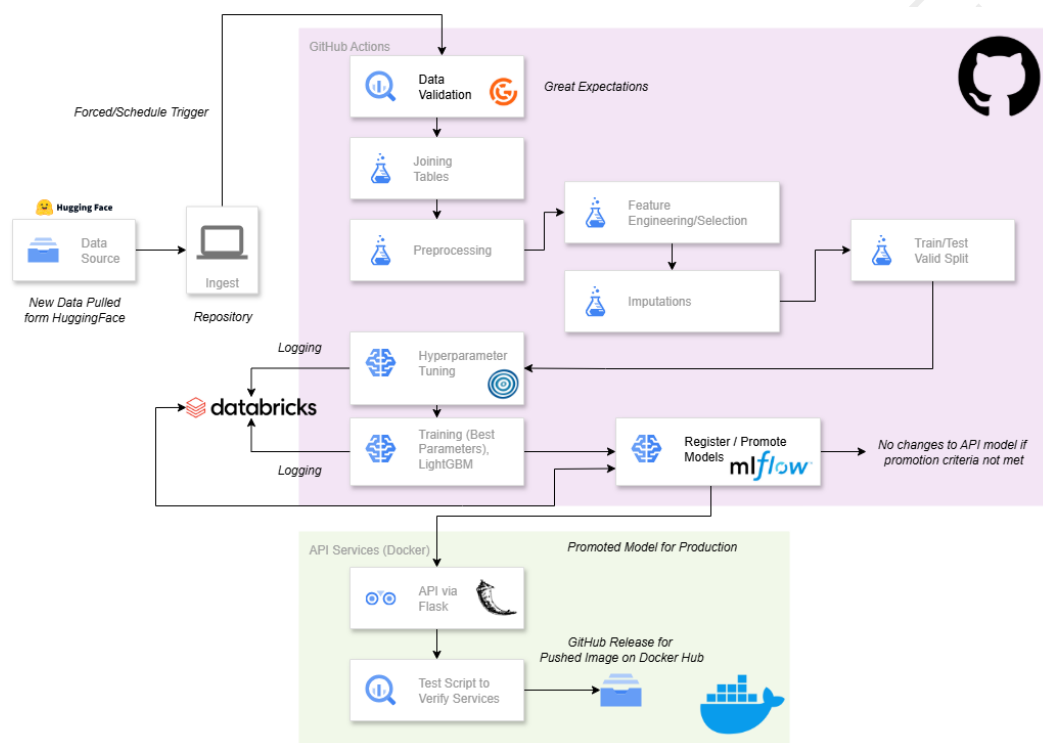 GitHub Actions
Data
Validation
Great Expectations
Forced/Schedule Trigger
Joining
Tables
Hugging Face
Data
Source
Ingest
New Data Pulled
form HuggingFace
Repository
Preprocessing
Feature
Engineering/Selection
Imputations
Train/Test
Valid Split
Logging
Hyperparameter
Tuning
databricks
Training (Best
Parameters),
LightGBM
Logging
Register / Promote
Models
mlflow
No changes to API model if
promotion criteria not met
API Services (Docker)
Promoted Model for Production
API via
Flask
Test Script to
Verify Services
GitHub Release for
Pushed Image on Docker Hub